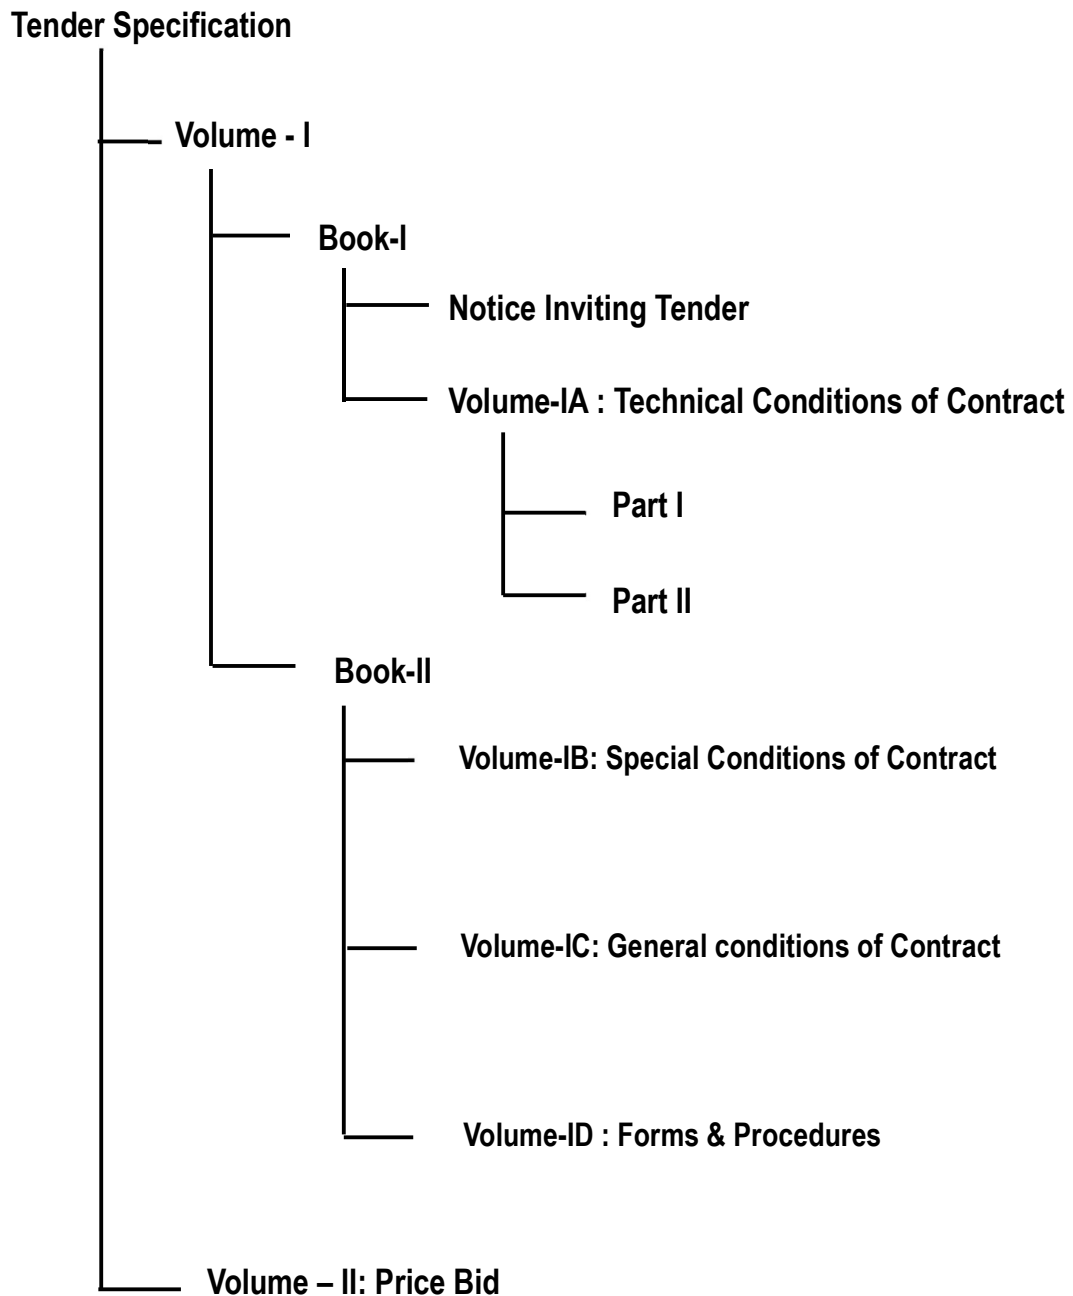 Tender Specification
Volume - I
Book-I
Notice Inviting Tender
Volume-IA : Technical Conditions of Contract
Part I
Part II
Book-II
Volume-IB: Special Conditions of Contract
Volume-IC: General conditions of Contract
Volume-ID : Forms & Procedures
Volume – II: Price Bid